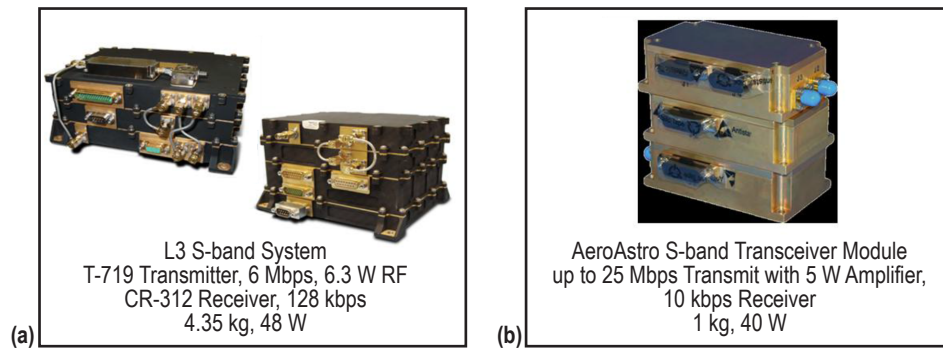 L3 S-band System
T-719 Transmitter, 6 Mbps, 6.3 W RF
CR-312 Receiver, 128 kbps
4.35 kg, 48 W
(a)
AeroAstro S-band Transceiver Module
up to 25 Mbps Transmit with 5 W Amplifier,
10 kbps Receiver
1 kg, 40 W
(b)